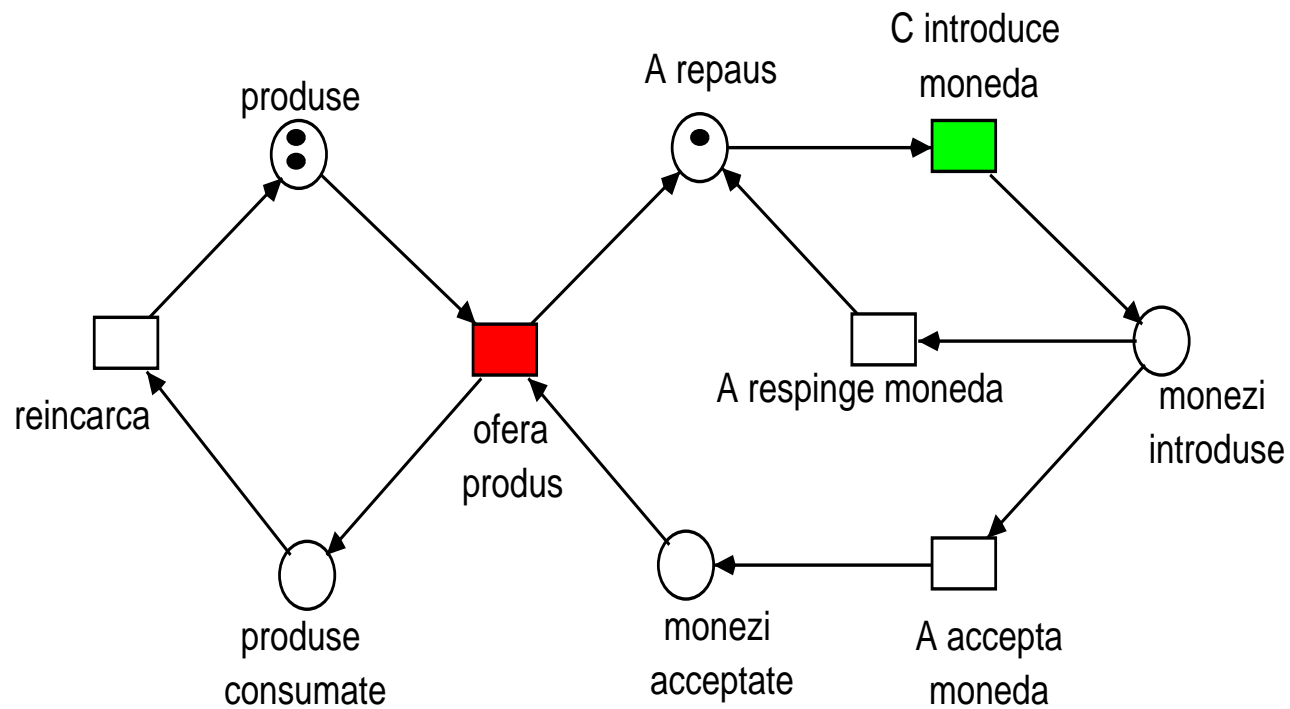 C introduce
moneda
A repaus
produse
A respinge moneda
monezi
introduse
reincarca
ofera
produs
monezi
acceptate
A accepta
moneda
produse
consumate